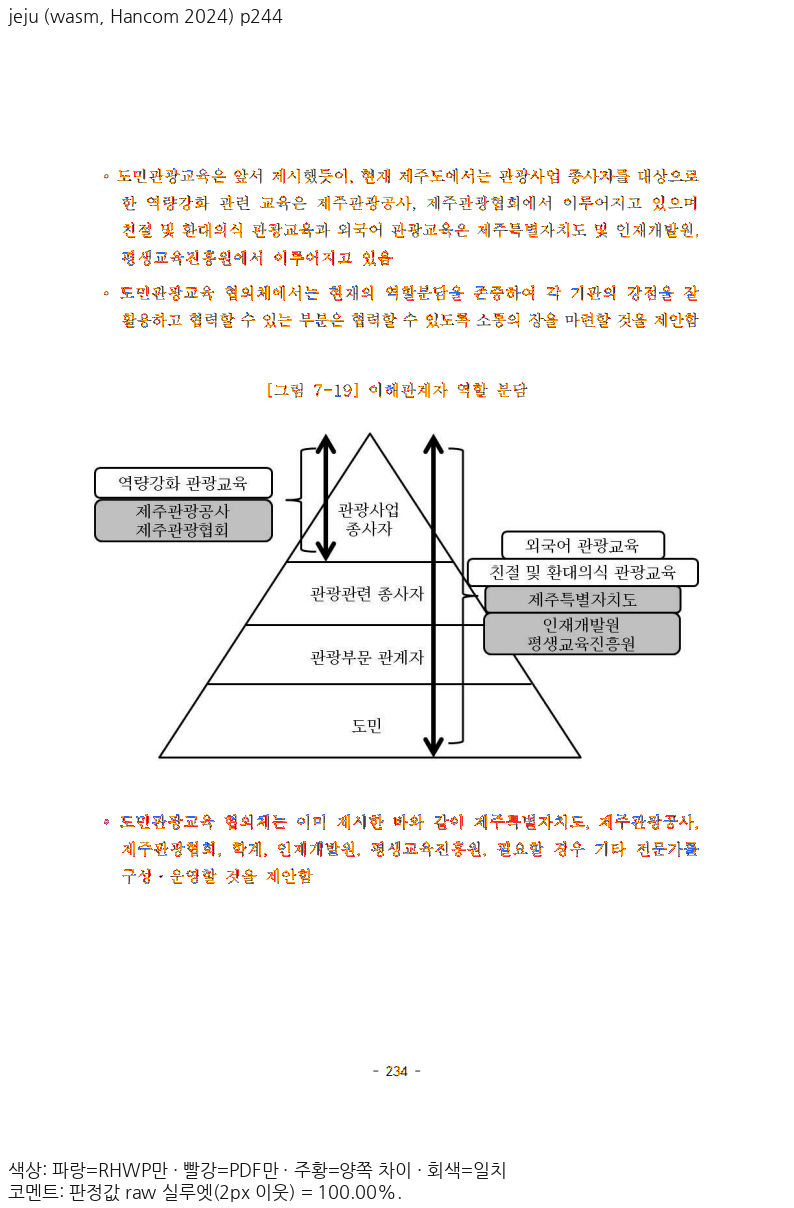 jeju (wasm, Hancom 2024) p244
◦ 도민관광교육은 앞서 제시했듯이, 현재 제주도에서는 관광사업 종사자를 대상으로
한 역량강화 관련 교육은 제주관광공사, 제주관광협회에서 이루어지고 있으며
친절 및 환대의식 관광교육과 외국어 관광교육은 제주특별자치도 및 인재개발원,
평생교육진흥원에서 이루어지고 있음
◦ 도민관광교육 협의체에서는 현재의 역할분담을 존중하여 각 기관의 강점을 잘
활용하고 협력할 수 있는 부분은 협력할 수 있도록 소통의 장을 마련할 것을 제안함
[그림 7-19] 이해관계자 역할 분담
역량강화 관광교육
제주관광공사
제주관광협회
관광사업
종사자
관광관련 종사자
관광부문 관계자
도민
외국어 관광교육
친절 및 환대의식 관광교육
제주특별자치도
인재개발원
평생교육진흥원
◦ 도민관광교육 협의체는 이미 제시한 바와 같이 제주특별자치도, 제주관광공사,
제주관광협회, 학계, 인재개발원, 평생교육진흥원, 필요할 경우 기타 전문가를
구성·운영할 것을 제안함
- 234 -
색상: 파랑=RHWP만 · 빨강=PDF만 · 주황=양쪽 차이 · 회색=일치
코멘트: 판정값 raw 실루엣(2px 이웃) = 100.00%.